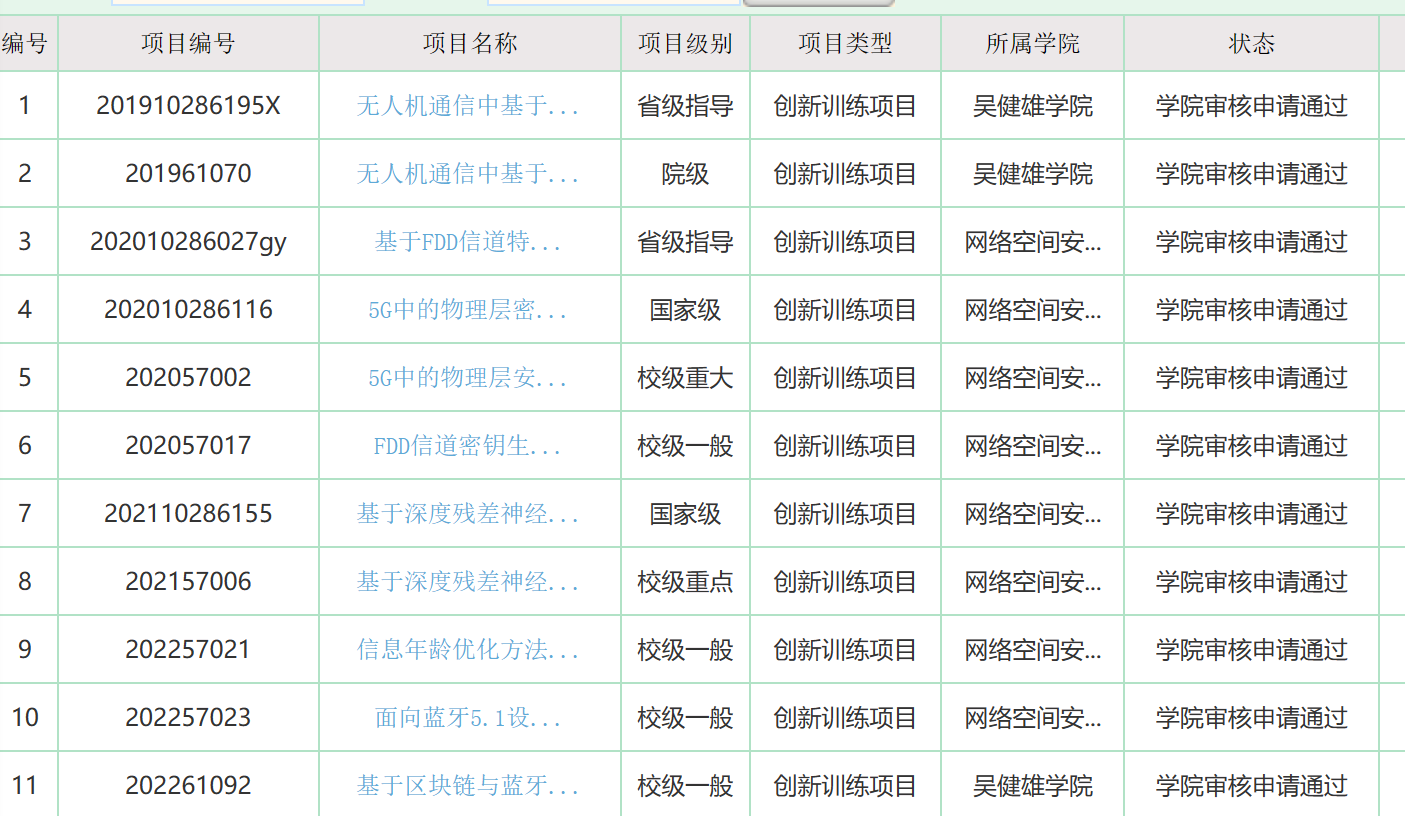 编号 项目编号 项目名称 项目级别 项目类型 所属学院 状态
1 201910286195X 无人机通信中基于... 省级指导 创新训练项目 吴健雄学院 学院审核申请通过
2 201961070 无人机通信中基于... 院级 创新训练项目 吴健雄学院 学院审核申请通过
3 202010286027gy 基于FDD信道特... 省级指导 创新训练项目 网络空间安... 学院审核申请通过
4 202010286116 5G中的物理层密... 国家级 创新训练项目 网络空间安... 学院审核申请通过
5 202057002 5G中的物理层安... 校级重大 创新训练项目 网络空间安... 学院审核申请通过
6 202057017 FDD信道密钥生... 校级一般 创新训练项目 网络空间安... 学院审核申请通过
7 202110286155 基于深度残差神经... 国家级 创新训练项目 网络空间安... 学院审核申请通过
8 202157006 基于深度残差神经... 校级重点 创新训练项目 网络空间安... 学院审核申请通过
9 202257021 信息年龄优化方法... 校级一般 创新训练项目 网络空间安... 学院审核申请通过
10 202257023 面向蓝牙5.1设... 校级一般 创新训练项目 网络空间安... 学院审核申请通过
11 202261092 基于区块链与蓝牙... 校级一般 创新训练项目 吴健雄学院 学院审核申请通过